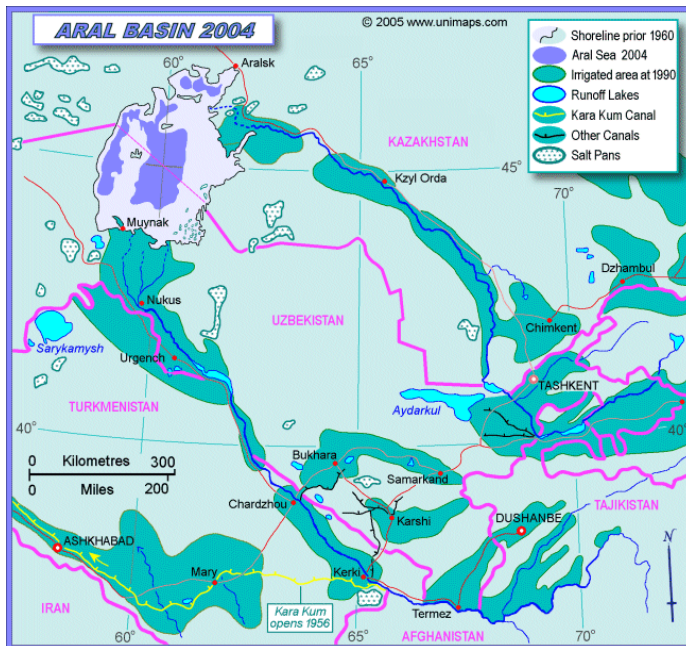 ARAL BASIN 2004
© 2005 www.unimaps.com
Shoreline prior 1960
Aral Sea 2004
Irrigated area at 1990
Runoff Lakes
Kara Kum Canal
Other Canals
Salt Pans
60°
65°
Aralsk
KAZAKHSTAN
45°
Kzyl Orda
70°
Muynak
Dzhambul
Nukus
UZBEKISTAN
Chimkent
Sarykamysh
Urgench
TASHKENT
TURKMENISTAN
Aydarkul
40°
40°
Bukhara
0 Kilometres 300
0 Miles 200
Samarkand
Chardzhou
TAJIKISTAN
Karshi
DUSHANBE
ASHKHABAD
N
Mary
Kerki
IRAN
Kara Kum
opens 1956
Termez
60°
65°
AFGHANISTAN
70°